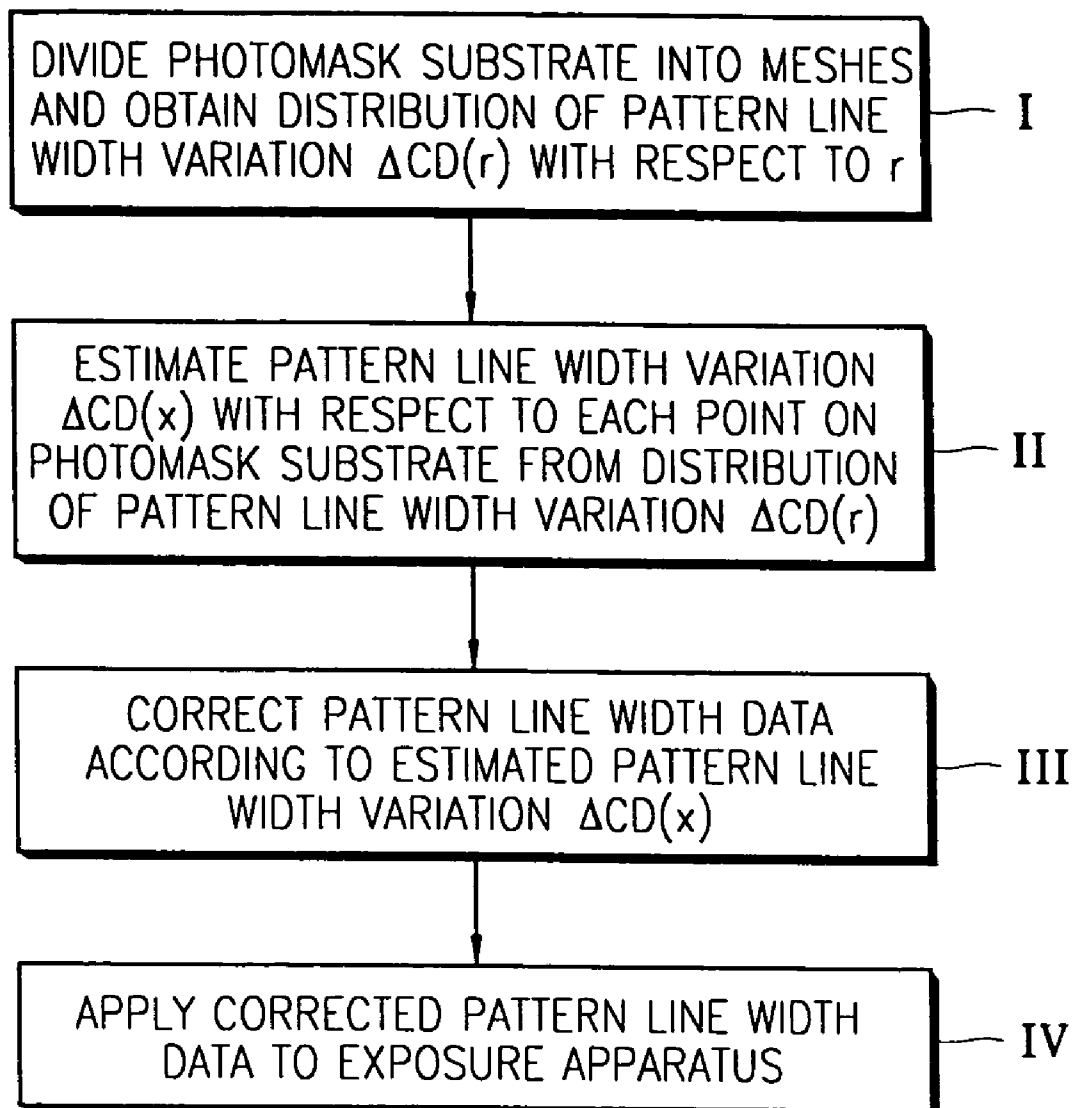 DIVIDE PHOTOMASK SUBSTRATE INTO MESHES
AND OBTAIN DISTRIBUTION OF PATTERN LINE
WIDTH VARIATION ΔCD(r) WITH RESPECT TO r
I
ESTIMATE PATTERN LINE WIDTH VARIATION
ΔCD(x) WITH RESPECT TO EACH POINT ON
PHOTOMASK SUBSTRATE FROM DISTRIBUTION
OF PATTERN LINE WIDTH VARIATION ΔCD(r)
II
CORRECT PATTERN LINE WIDTH DATA
ACCORDING TO ESTIMATED PATTERN LINE
WIDTH VARIATION ΔCD(x)
III
APPLY CORRECTED PATTERN LINE WIDTH
DATA TO EXPOSURE APPARATUS
IV